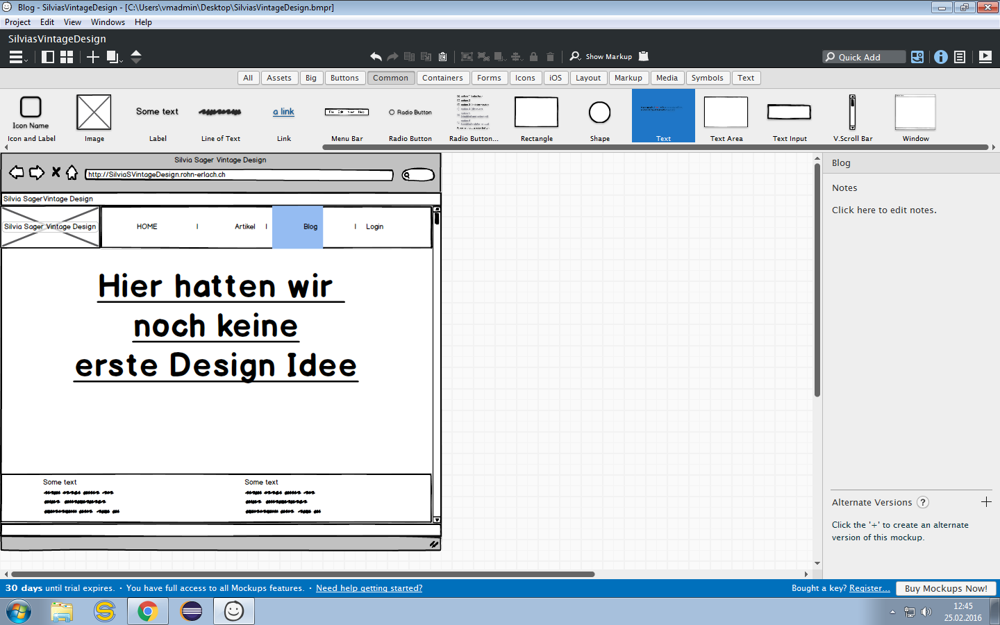 Blog - SilviasVintageDesign - [C:\Users\vmadmin\Desktop\SilviasVintageDesign.bmpr]
Project Edit View Windows Help
SilviasVintageDesign
Show Markup
Quick Add
All Assets Big Buttons Common Containers Forms Icons iOS Layout Markup Media Symbols Text
Icon Name
Some text
a link
File Edit View Help
Radio Button
Icon and Label
Image
Label
Line of Text
Link
Menu Bar
Radio Button
Radio Button...
Rectangle
Shape
Text
Text Area
Text Input
V.Scroll Bar
Window
Silvia Sager Vintage Design
http://SilviaSVintageDesign.rohn-erlach.ch
Silvia SagerVintage Design
Silvia Sager Vintage Design
HOME | Artikel | Blog | Login
Hier hatten wir
noch keine
erste Design Idee
Some text
Some text
Blog
Notes
Click here to edit notes.
Alternate Versions ?
Click the '+' to create an alternate
version of this mockup.
30 days until trial expires. · You have full access to all Mockups features. · Need help getting started?
Bought a key? Register...
Buy Mockups Now!
12:45
25.02.2016